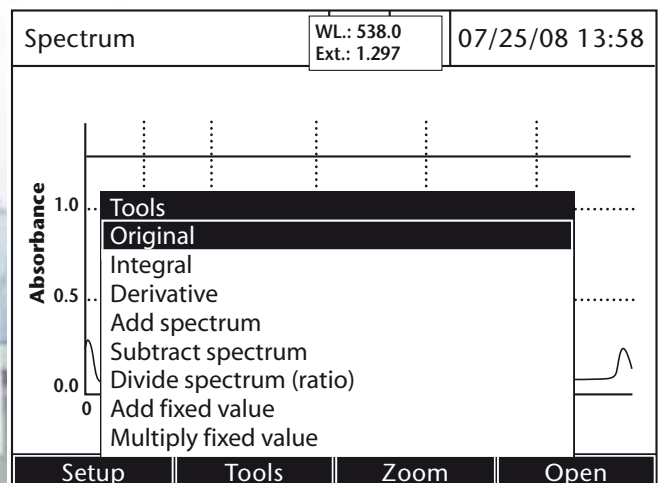 Spectrum
WL.: 538.0
Ext.: 1.297
07/25/08 13:58
Absorbance
1.0
0.5
0.0
0
Tools
Original
Integral
Derivative
Add spectrum
Subtract spectrum
Divide spectrum (ratio)
Add fixed value
Multiply fixed value
Setup Tools Zoom Open